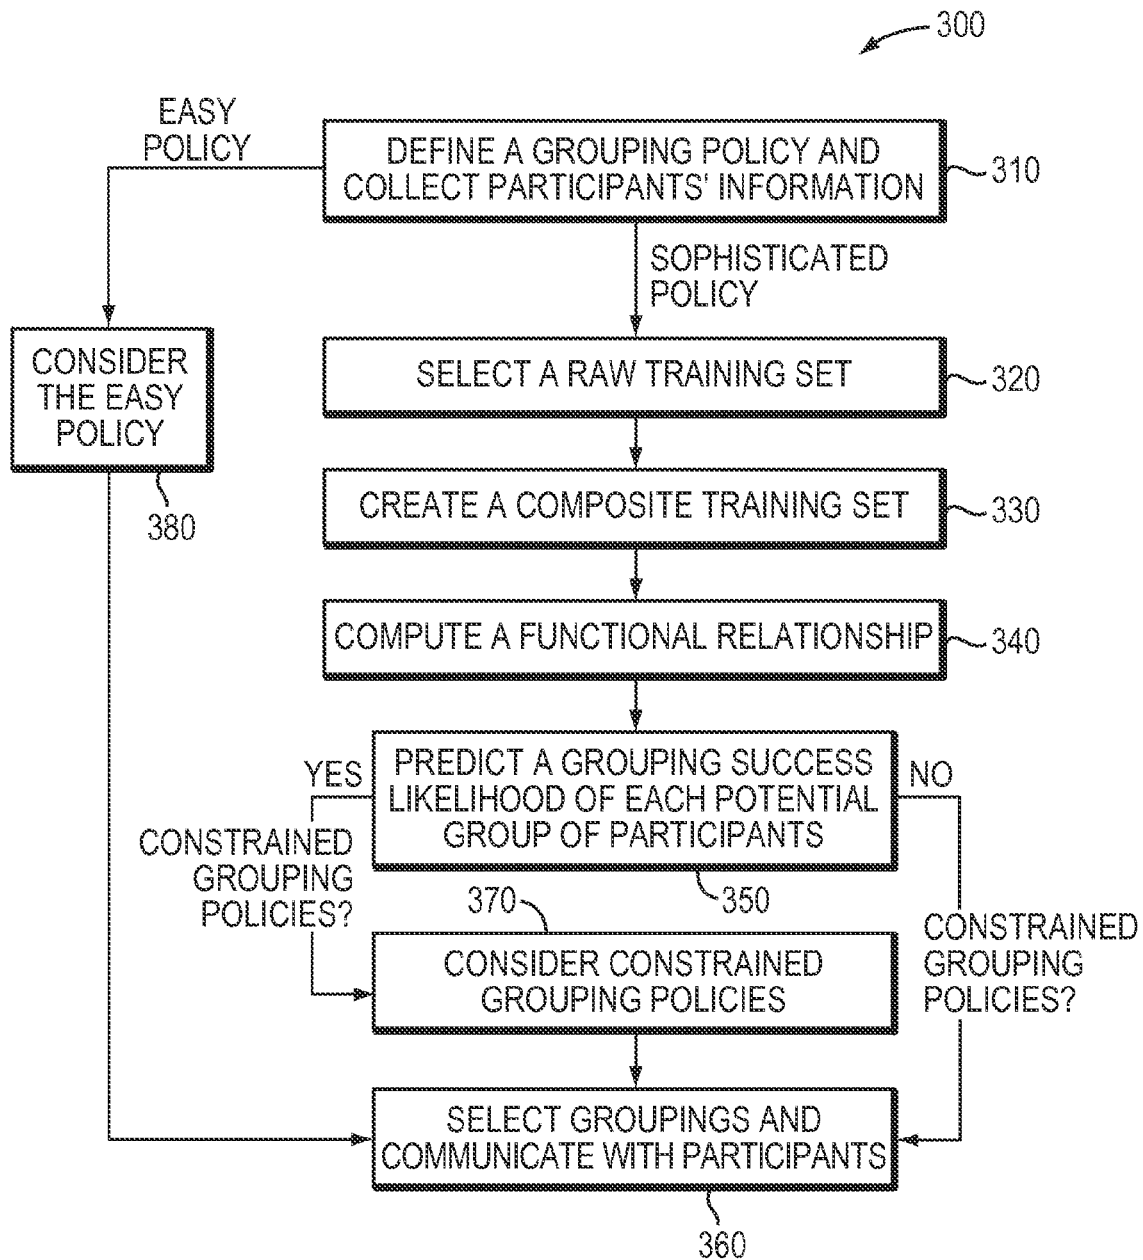 300
EASY
POLICY
DEFINE A GROUPING POLICY AND
COLLECT PARTICIPANTS' INFORMATION
310
SOPHISTICATED
POLICY
CONSIDER
THE EASY
POLICY
380
SELECT A RAW TRAINING SET
320
CREATE A COMPOSITE TRAINING SET
330
COMPUTE A FUNCTIONAL RELATIONSHIP
340
YES
PREDICT A GROUPING SUCCESS
LIKELIHOOD OF EACH POTENTIAL
GROUP OF PARTICIPANTS
NO
350
CONSTRAINED
GROUPING
POLICIES?
370
CONSIDER CONSTRAINED
GROUPING POLICIES
CONSTRAINED
GROUPING
POLICIES?
SELECT GROUPINGS AND
COMMUNICATE WITH PARTICIPANTS
360